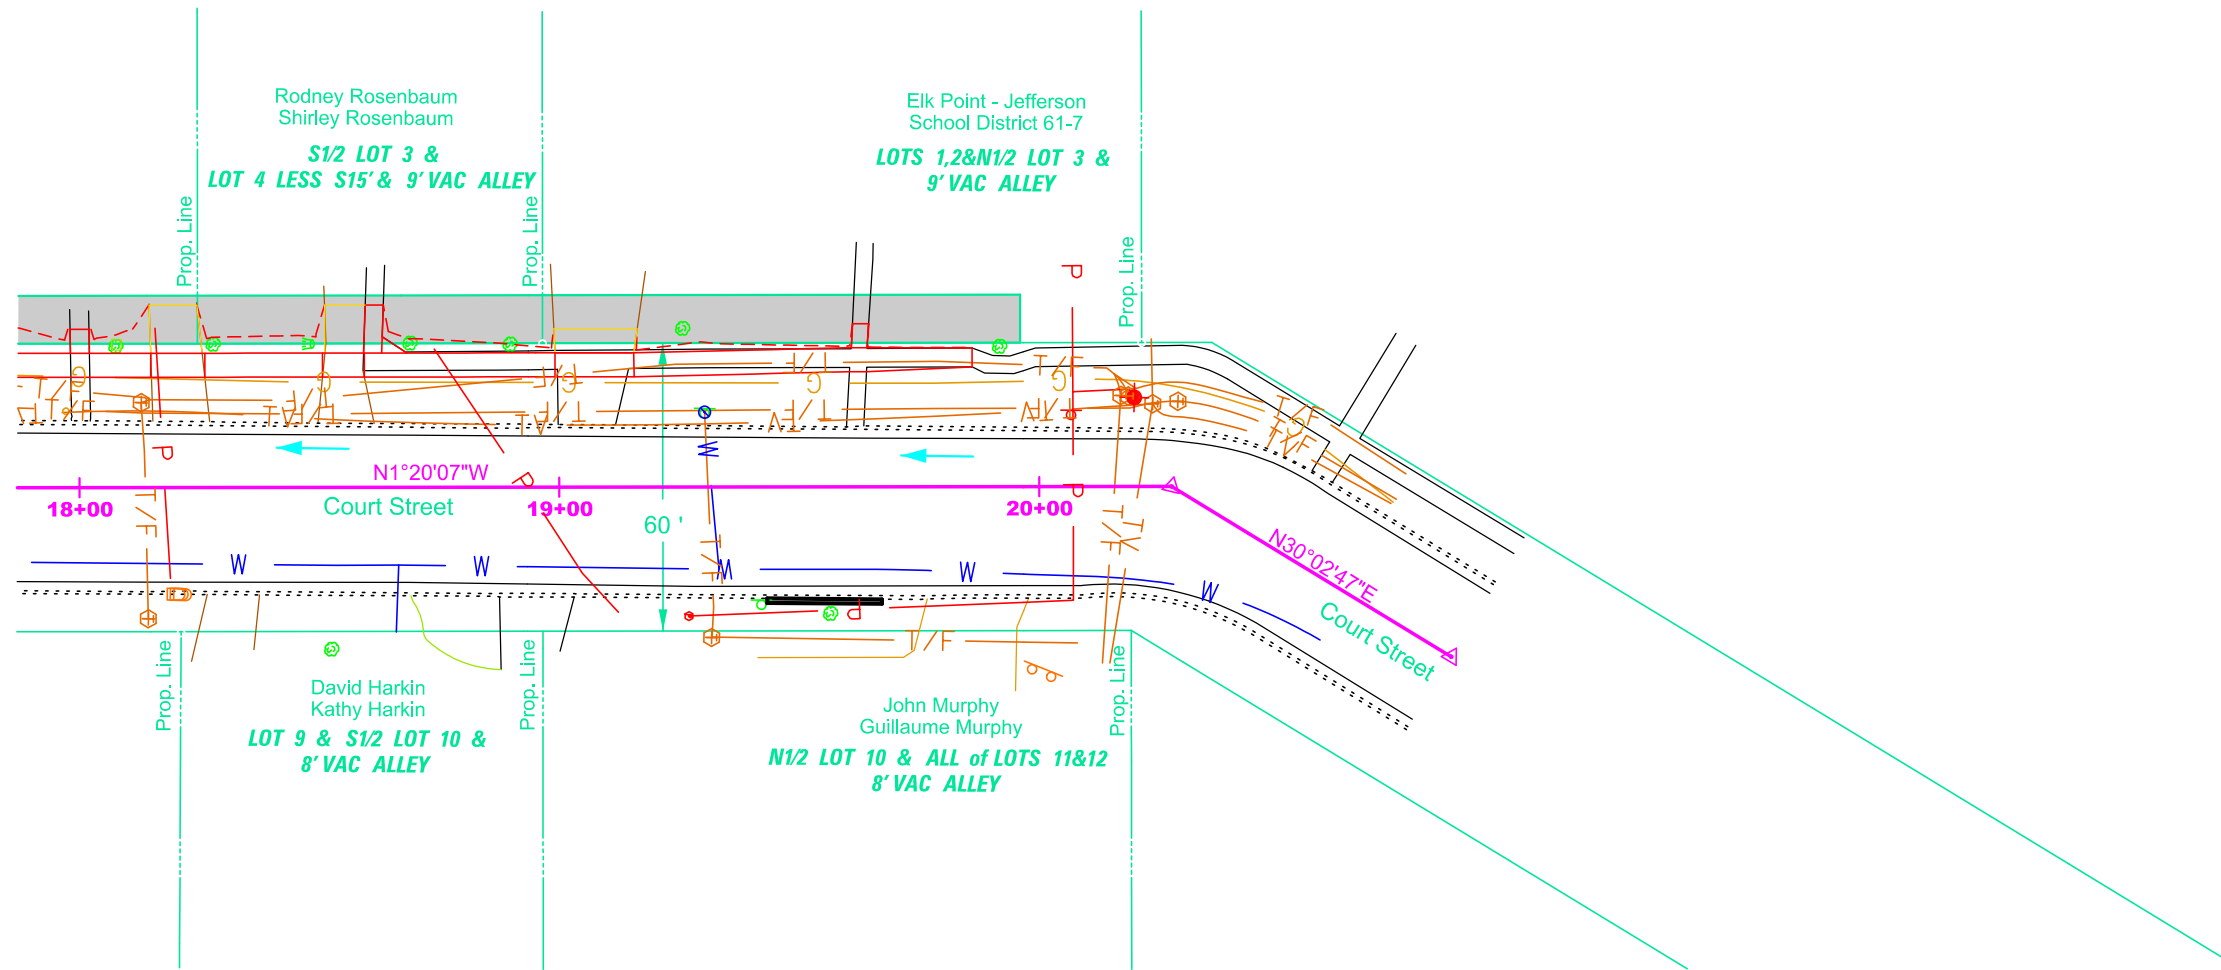 Rodney Rosenbaum
Shirley Rosenbaum
S1/2 LOT 3 &
LOT 4 LESS S15' & 9' VAC ALLEY
Elk Point - Jefferson
School District 61-7
LOTS 1,2&N1/2 LOT 3 &
9' VAC ALLEY
Prop. Line
Prop. Line
Prop. Line
P
T/F
T/F
G
G
G
G
T/F
T/F
T/F
T/F
P
W
P
N1°20'07"W
P
P
18+00
Court Street
19+00
60 '
20+00
T/F
T/F
T/F
N30°02'47"E
Court Street
W
W
W
W
W
P
T/F
Prop. Line
Prop. Line
Prop. Line
David Harkin
Kathy Harkin
LOT 9 & S1/2 LOT 10 &
8' VAC ALLEY
John Murphy
Guillaume Murphy
N1/2 LOT 10 & ALL of LOTS 11&12
8' VAC ALLEY